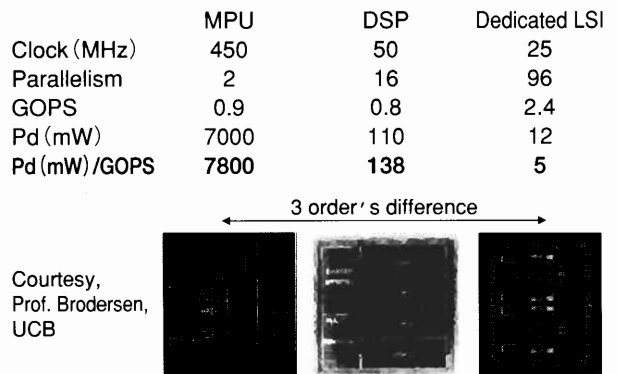 MPU DSP Dedicated LSI
Clock (MHz) 450 50 25
Parallelism 2 16 96
GOPS 0.9 0.8 2.4
Pd (mW) 7000 110 12
Pd (mW)/GOPS 7800 138 5
3 order's difference
Courtesy,
Prof. Brodersen,
UCB